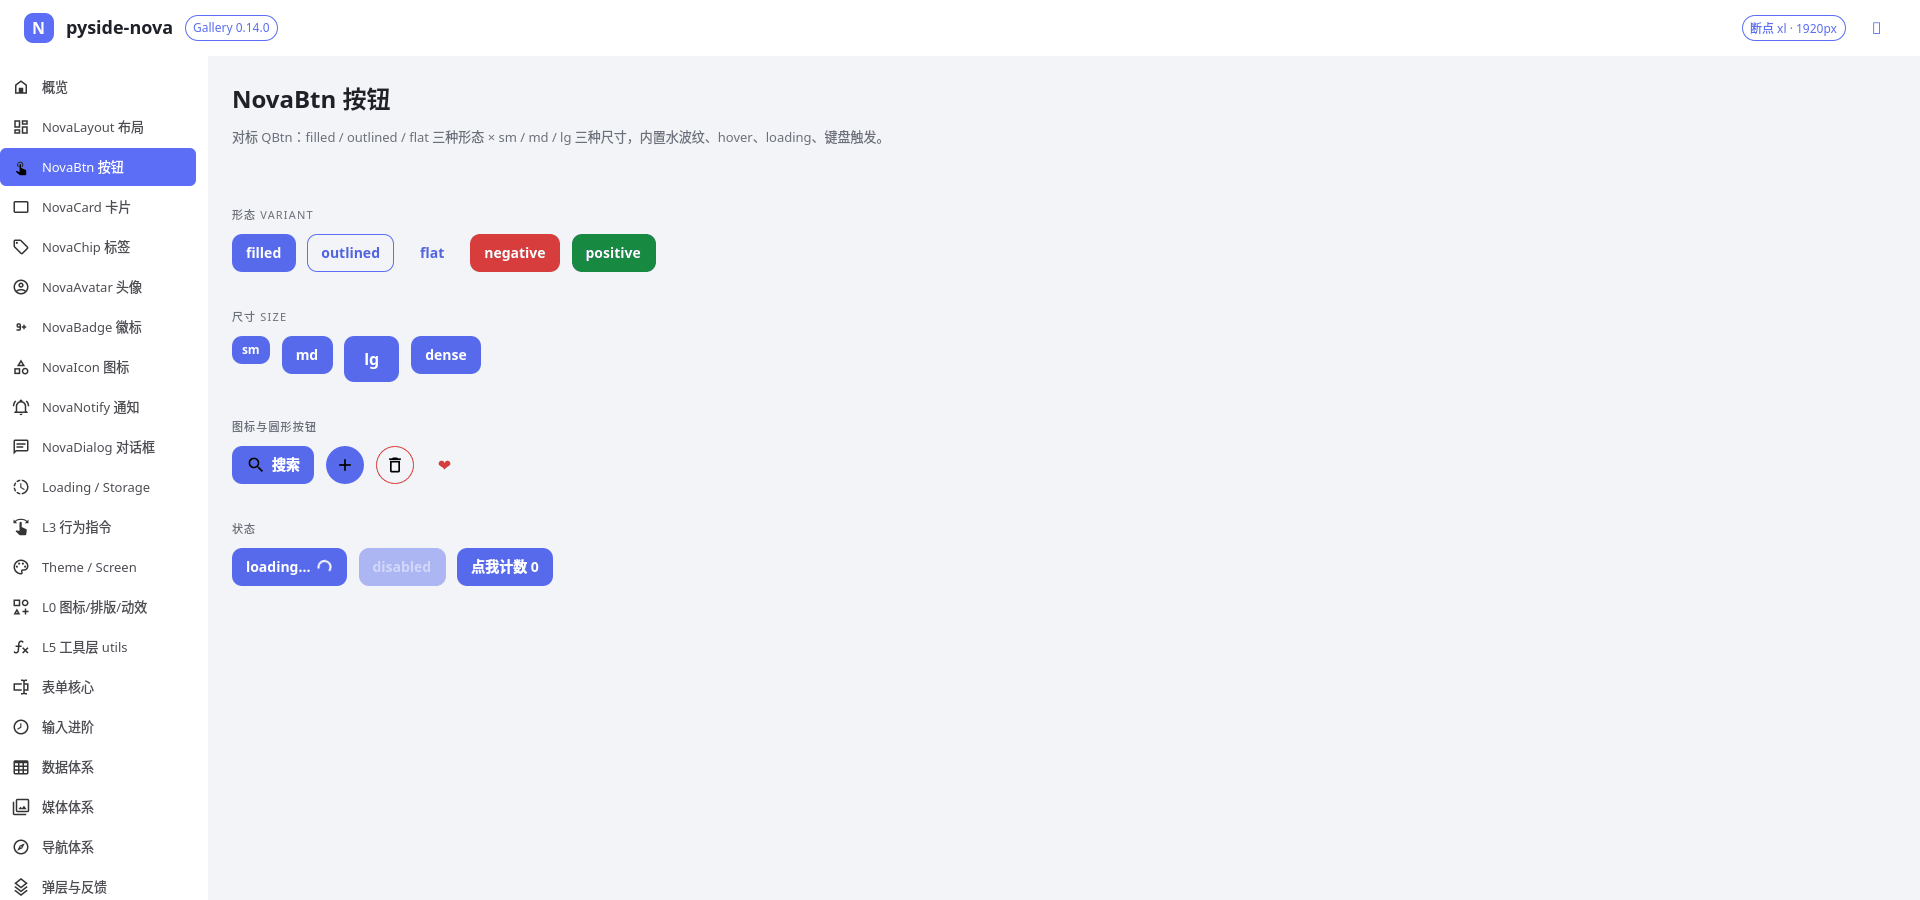 N pyside-nova Gallery 0.14.0 断点 xl · 1920px
概览
NovaLayout 布局
NovaBtn 按钮
NovaCard 卡片
NovaChip 标签
NovaAvatar 头像
9+ NovaBadge 徽标
NovaIcon 图标
NovaNotify 通知
NovaDialog 对话框
Loading / Storage
L3 行为指令
Theme / Screen
L0 图标/排版/动效
L5 工具层 utils
表单核心
输入进阶
数据体系
媒体体系
导航体系
弹层与反馈
NovaBtn 按钮
对标 QBtn：filled / outlined / flat 三种形态 × sm / md / lg 三种尺寸，内置水波纹、hover、loading、键盘触发。
形态 VARIANT
filled outlined flat negative positive
尺寸 SIZE
sm md lg dense
图标与圆形按钮
搜索
状态
loading... disabled 点我计数 0